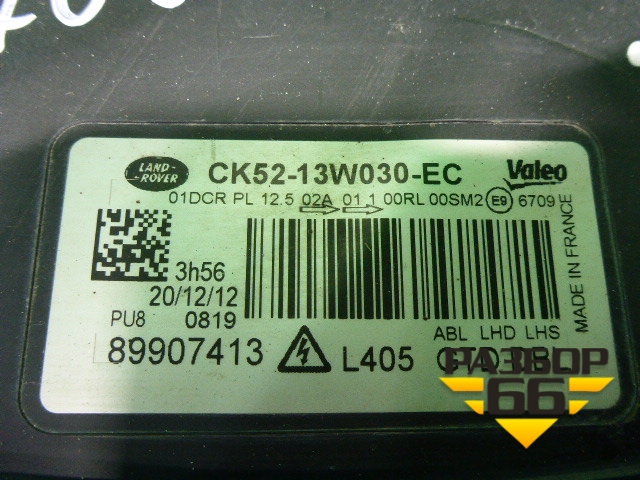 LAND-
ROVER
CK52-13W030-EC
Valeo
01DCR PL 12.5 02A 01.1 00RL 00SM2 E9 6709
MADE IN FRANCE
3h56
20/12/12
PU8 0819
ABL LHD LHS
89907413
L405
РАЗБОР
66